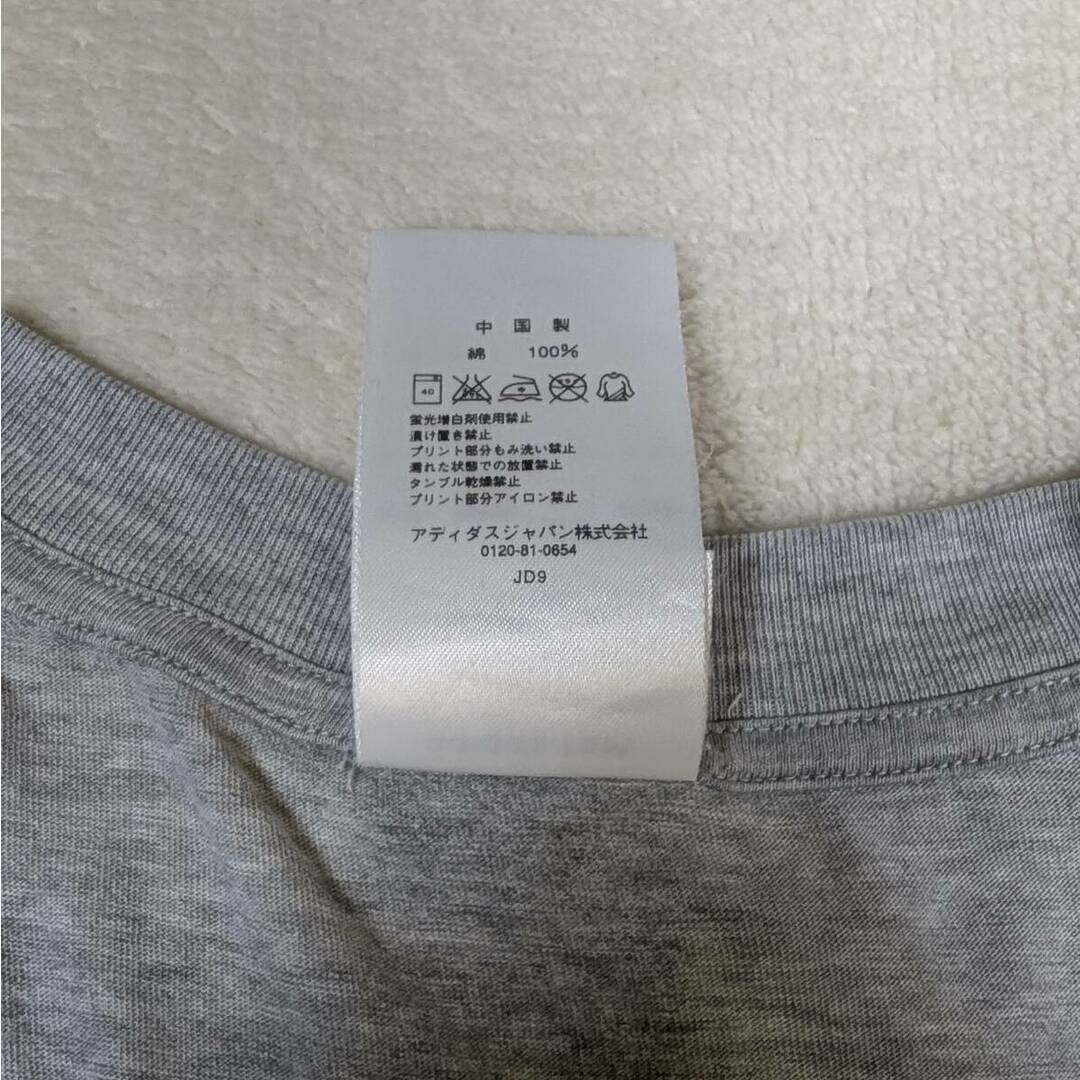 中国製
綿 100%
40
蛍光増白剤使用禁止
漬け置き禁止
プリント部分もみ洗い禁止
濡れた状態での放置禁止
タンブル乾燥禁止
プリント部分アイロン禁止
アディダスジャパン株式会社
0120-81-0654
JD9